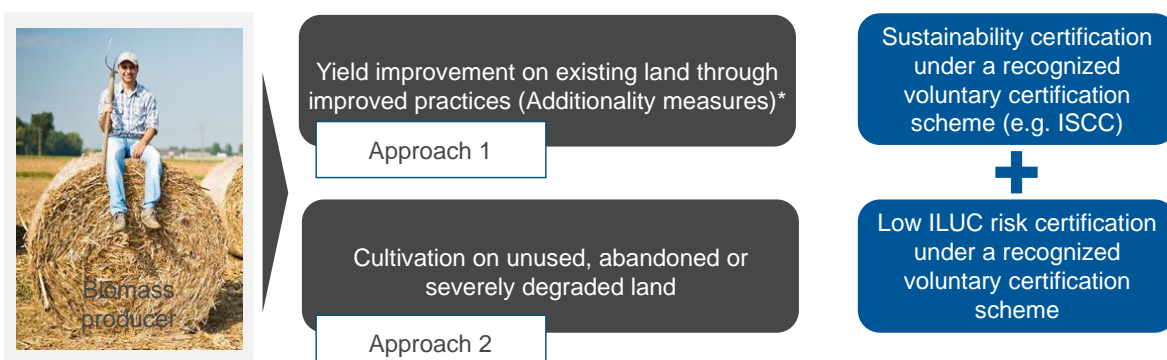 Biomass
producer
Yield improvement on existing land through
improved practices (Additionality measures)*
Approach 1
Cultivation on unused, abandoned or
severely degraded land
Approach 2
Sustainability certification
under a recognized
voluntary certification
scheme (e.g. ISCC)
Low ILUC risk certification
under a recognized
voluntary certification
scheme